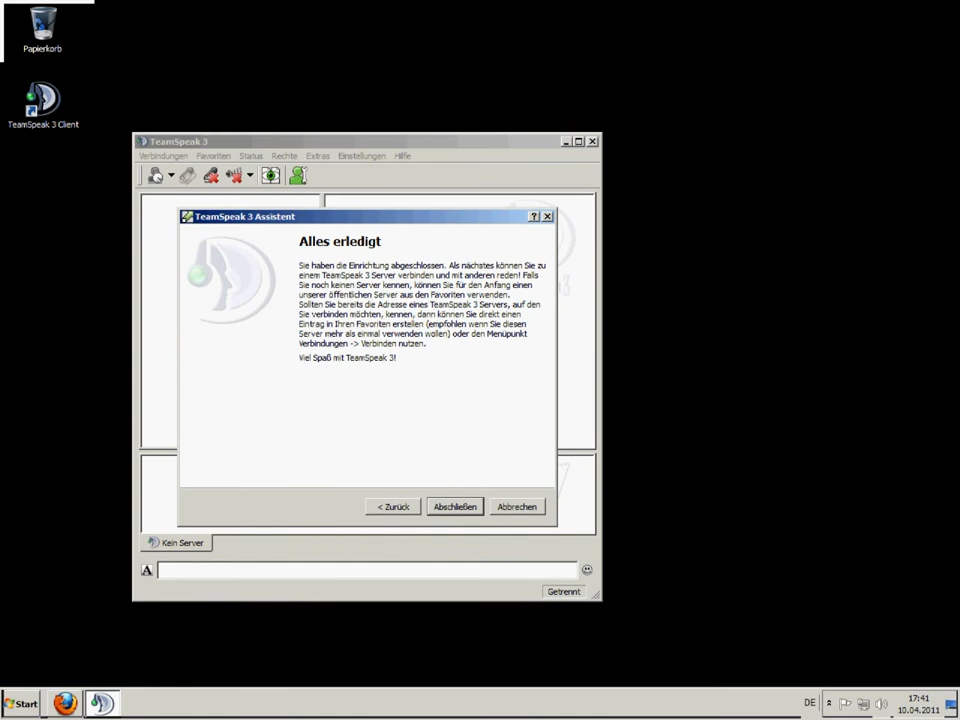 Papierkorb
TeamSpeak 3 Client
TeamSpeak 3
Verbindungen Favoriten Status Rechte Extras Einstellungen Hilfe
TeamSpeak 3 Assistent
Alles erledigt
Sie haben die Einrichtung abgeschlossen. Als nächstes können Sie zu
einem TeamSpeak 3 Server verbinden und mit anderen reden! Falls
Sie noch keinen Server kennen, können Sie für den Anfang einen
unserer öffentlichen Server aus den Favoriten verwenden.
Sollten Sie bereits die Adresse eines TeamSpeak 3 Servers, auf den
Sie verbinden möchten, kennen, dann können Sie direkt einen
Eintrag in Ihren Favoriten erstellen (empfohlen wenn Sie diesen
Server mehr als einmal verwenden wollen) oder den Menüpunkt
Verbindungen -> Verbinden nutzen.
Viel Spaß mit TeamSpeak 3!
< Zurück Abschließen Abbrechen
Kein Server
A
Getrennt
Start
DE
17:41
10.04.2011